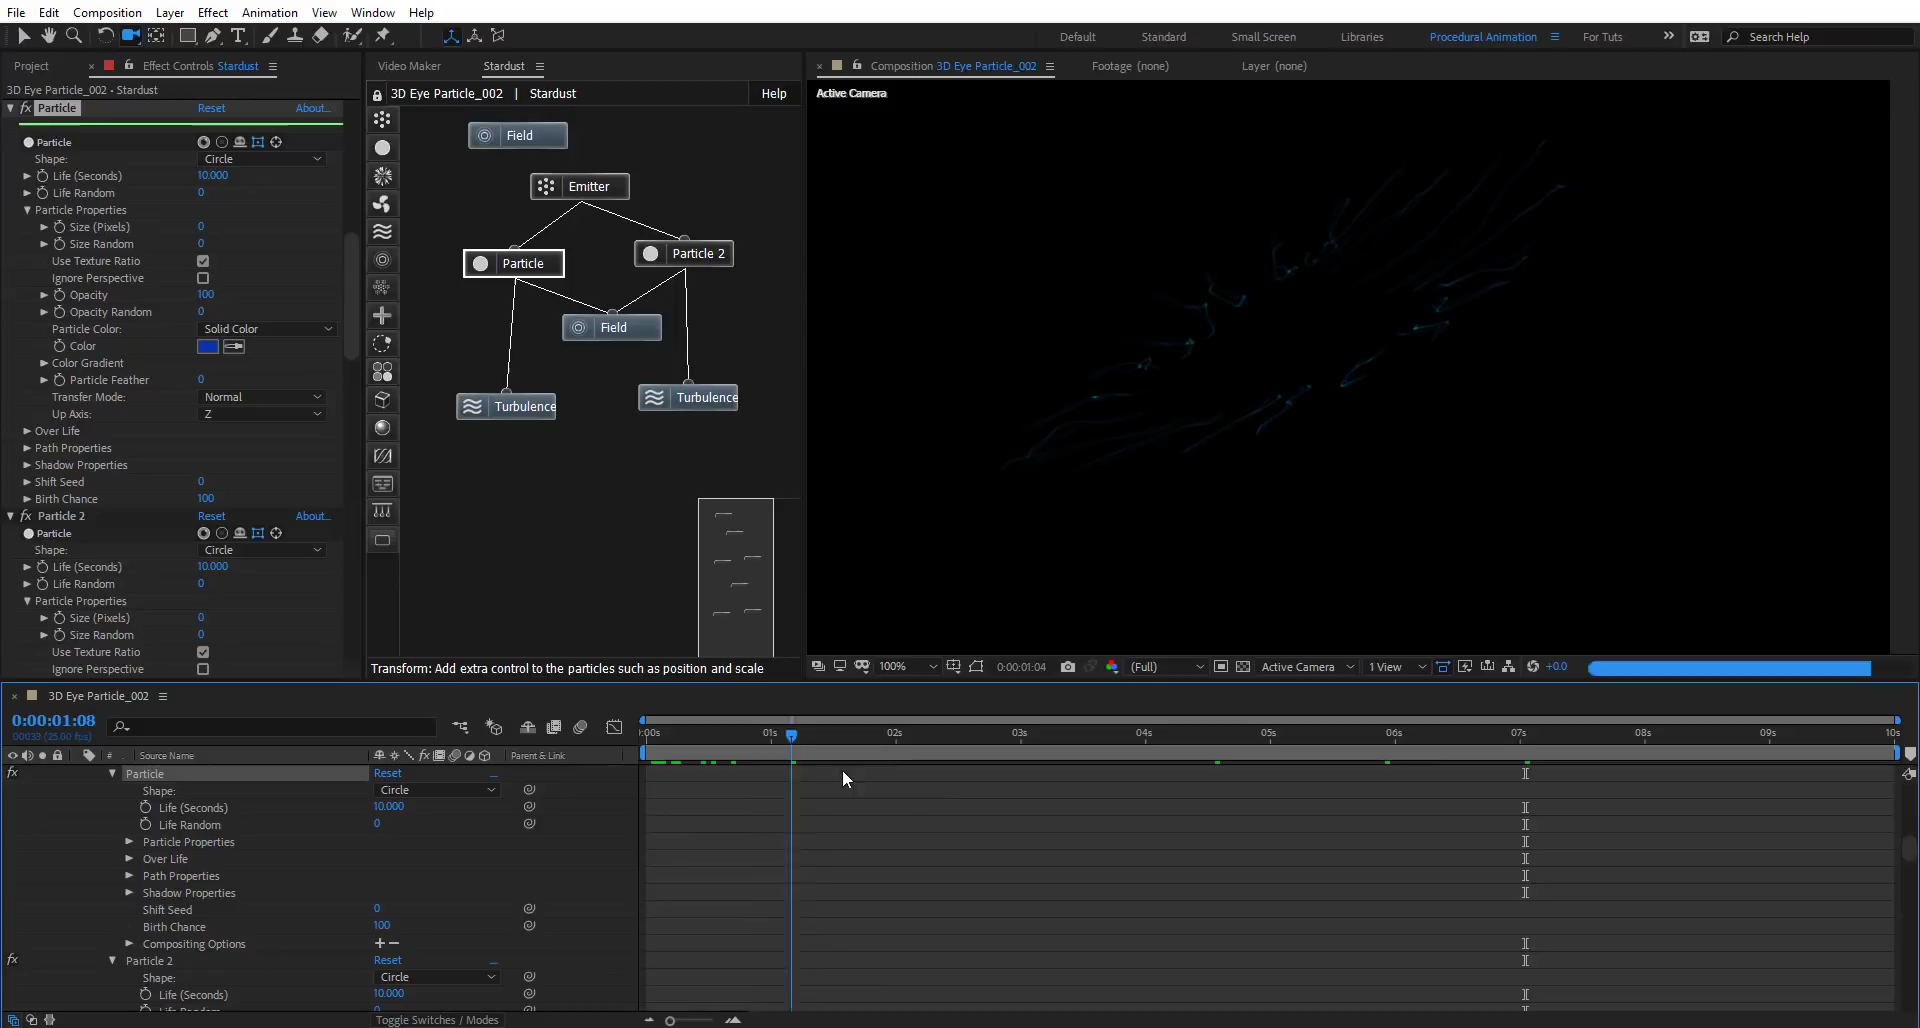 File Edit Composition Layer Effect Animation View Window Help
Default Standard Small Screen Libraries Procedural Animation For Tuts Search Help
Project Effect Controls Stardust
3D Eye Particle_002 • Stardust
fx Particle Reset About...
Particle
Shape: Circle
Life (Seconds) 10.000
Life Random 0
Particle Properties
Size (Pixels) 0
Size Random 0
Use Texture Ratio
Ignore Perspective
Opacity 100
Opacity Random 0
Particle Color: Solid Color
Color
Color Gradient
Particle Feather 0
Transfer Mode: Normal
Up Axis: Z
Over Life
Path Properties
Shadow Properties
Shift Seed 0
Birth Chance 100
fx Particle 2 Reset About...
Particle
Shape: Circle
Life (Seconds) 10.000
Life Random 0
Particle Properties
Size (Pixels) 0
Size Random 0
Use Texture Ratio
Ignore Perspective
Video Maker Stardust
3D Eye Particle_002 | Stardust Help
Field
Emitter
Particle Particle 2
Field
Turbulence Turbulence
Transform: Add extra control to the particles such as position and scale
Composition 3D Eye Particle_002 Footage (none) Layer (none)
Active Camera
100% 0:00:01:04 (Full) Active Camera 1 View +0.0
3D Eye Particle_002
0:00:01:08
00033 (25.00 fps)
# Source Name fx Parent & Link
:00s 01s 02s 03s 04s 05s 06s 07s 08s 09s 10s
fx Particle Reset
Shape: Circle
Life (Seconds) 10.000
Life Random 0
Particle Properties
Over Life
Path Properties
Shadow Properties
Shift Seed 0
Birth Chance 100
Compositing Options +−
fx Particle 2 Reset
Shape: Circle
Life (Seconds) 10.000
Toggle Switches / Modes